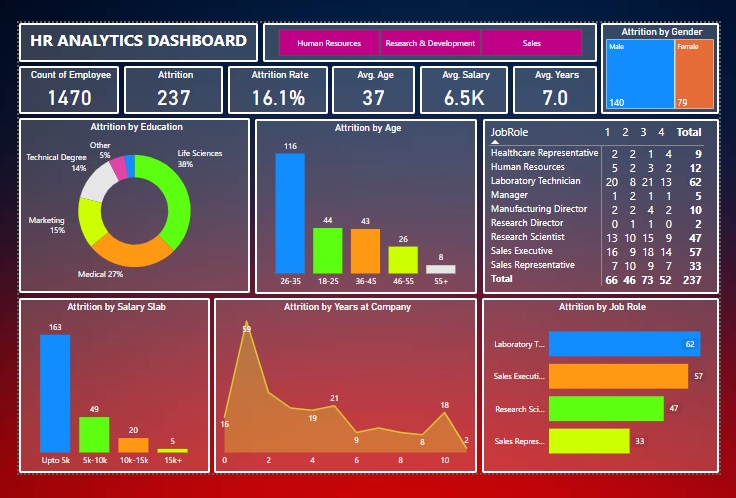 HR ANALYTICS DASHBOARD
Human Resources
Research & Development
Sales
Attrition by Gender
Male
Female
140
79
Count of Employee
1470
Attrition
237
Attrition Rate
16.1%
Avg. Age
37
Avg. Salary
6.5K
Avg. Years
7.0
Attrition by Education
Other
5%
Technical Degree
14%
Life Sciences
38%
Marketing
15%
Medical 27%
Attrition by Age
116
44
43
26
8
26-35 18-25 36-45 46-55 55+
JobRole 1 2 3 4 Total
Healthcare Representative 2 2 1 4 9
Human Resources 5 2 3 2 12
Laboratory Technician 20 8 21 13 62
Manager 1 2 1 1 5
Manufacturing Director 2 2 4 2 10
Research Director 0 1 1 0 2
Research Scientist 13 10 15 9 47
Sales Executive 16 9 18 14 57
Sales Representative 7 10 9 7 33
Total 66 46 73 52 237
Attrition by Salary Slab
163
49
20
5
Upto 5k 5k-10k 10k-15k 15k+
Attrition by Years at Company
59
16
19
21
9
8
18
2
0 2 4 6 8 10
Attrition by Job Role
Laboratory T... 62
Sales Executi... 57
Research Sci... 47
Sales Repres... 33